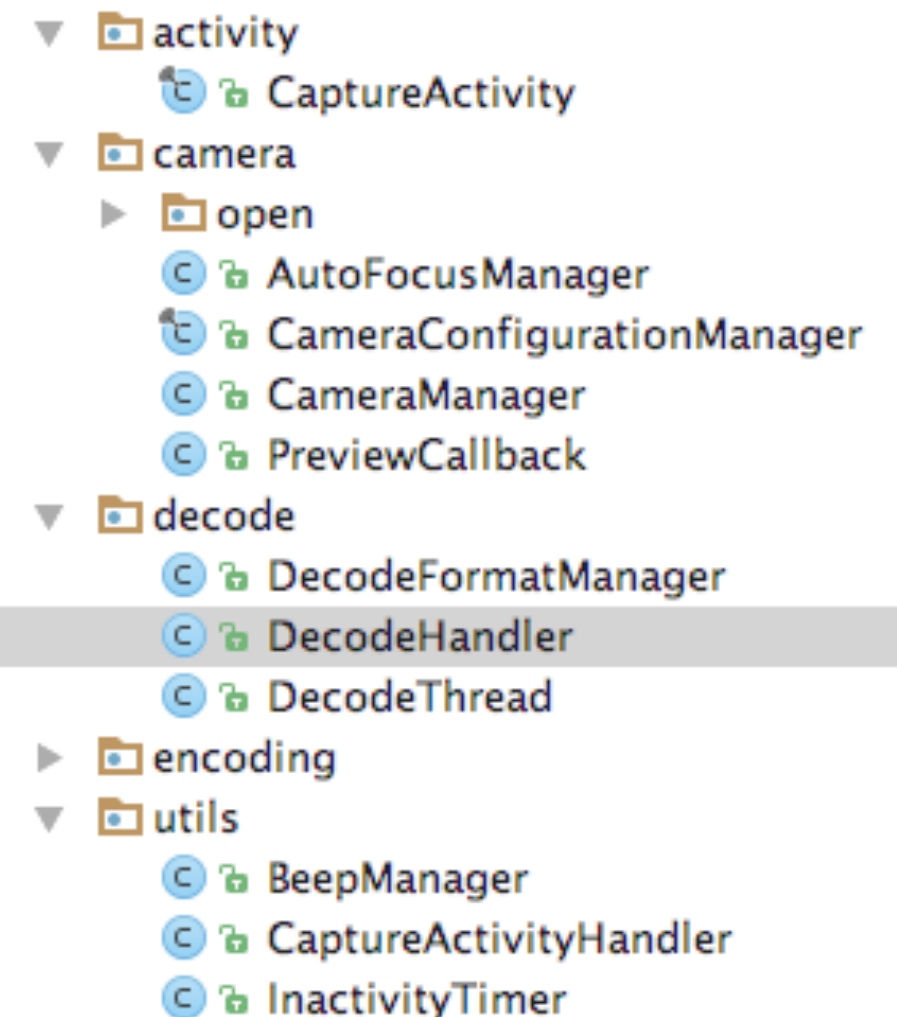 activity
CaptureActivity
camera
open
AutoFocusManager
CameraConfigurationManager
CameraManager
PreviewCallback
decode
DecodeFormatManager
DecodeHandler
DecodeThread
encoding
utils
BeepManager
CaptureActivityHandler
InactivityTimer